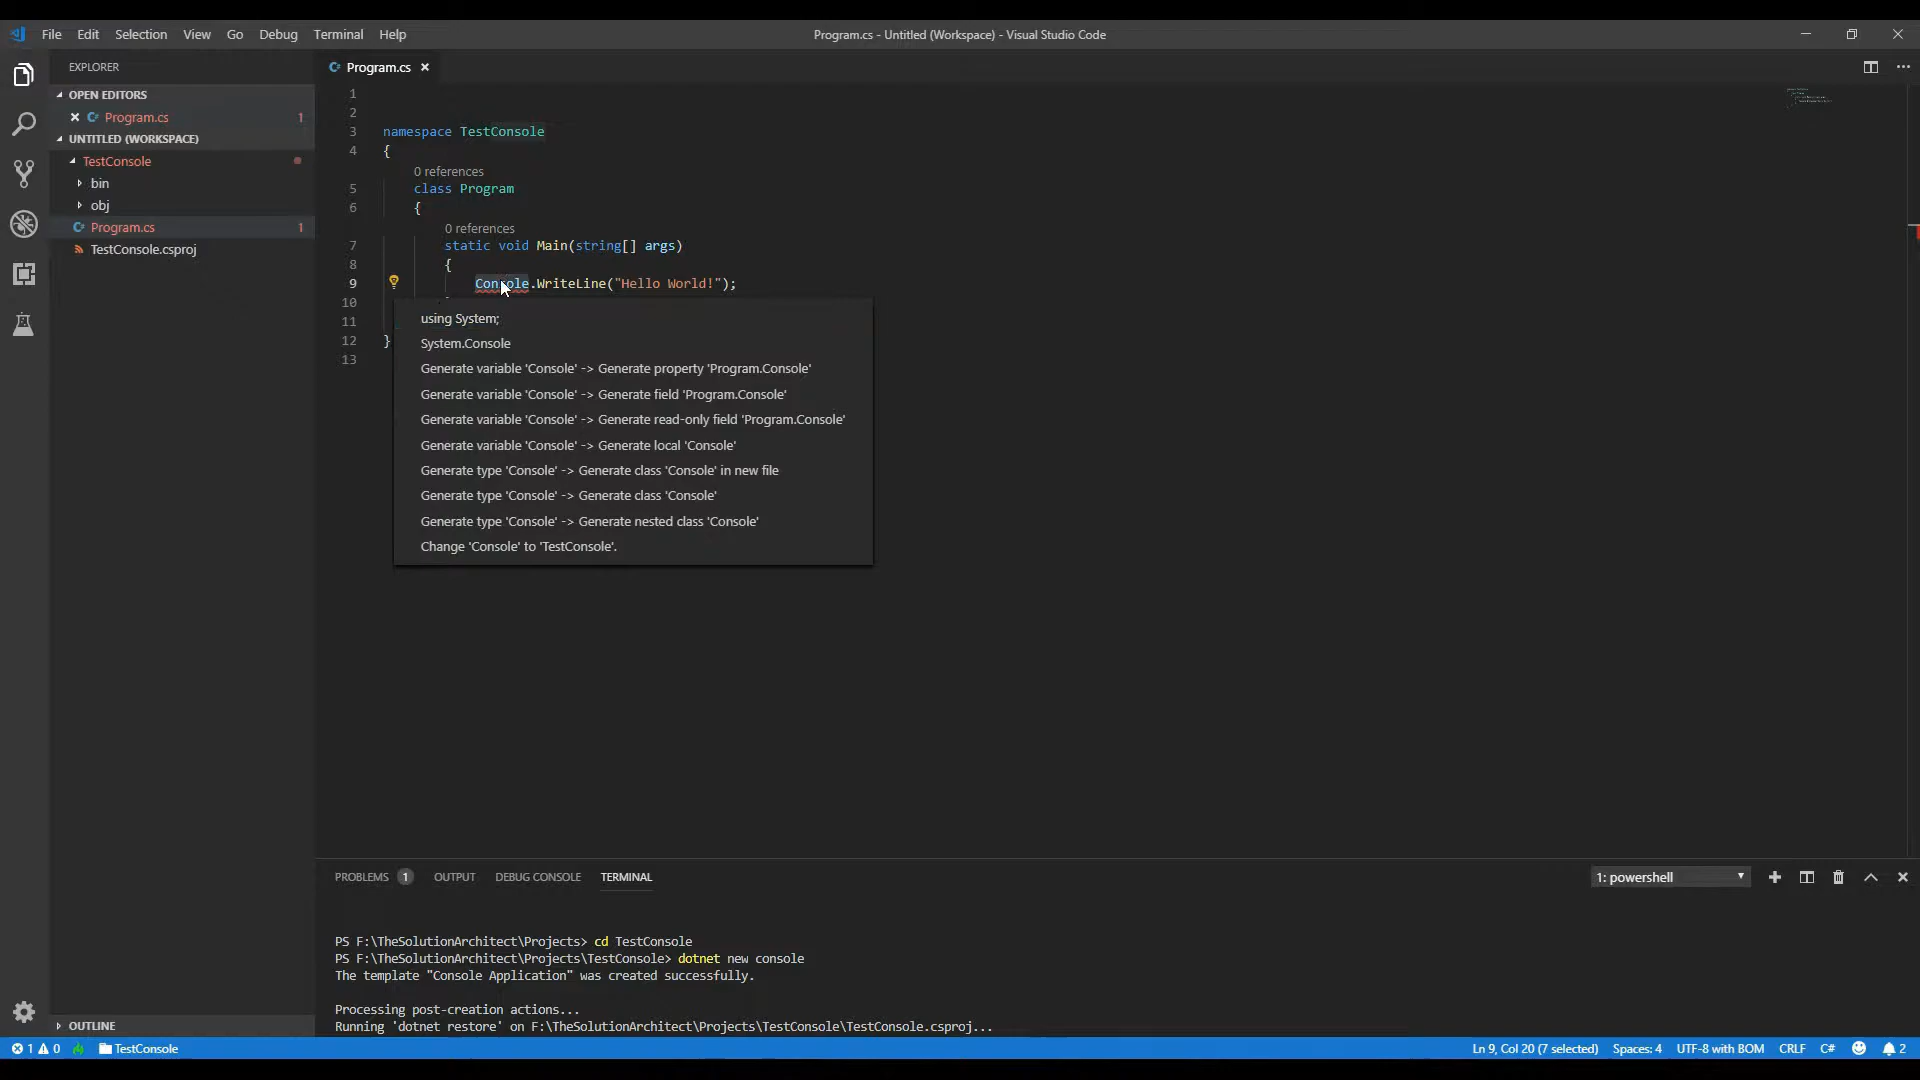 File Edit Selection View Go Debug Terminal Help
Program.cs - Untitled (Workspace) - Visual Studio Code
EXPLORER
OPEN EDITORS
Program.cs 1
UNTITLED (WORKSPACE)
TestConsole
bin
obj
Program.cs 1
TestConsole.csproj
OUTLINE
Program.cs
1
2
3 namespace TestConsole
4 {
0 references
5 class Program
6 {
0 references
7 static void Main(string[] args)
8 {
9 Console.WriteLine("Hello World!");
10
11
12 }
13
using System;
System.Console
Generate variable 'Console' -> Generate property 'Program.Console'
Generate variable 'Console' -> Generate field 'Program.Console'
Generate variable 'Console' -> Generate read-only field 'Program.Console'
Generate variable 'Console' -> Generate local 'Console'
Generate type 'Console' -> Generate class 'Console' in new file
Generate type 'Console' -> Generate class 'Console'
Generate type 'Console' -> Generate nested class 'Console'
Change 'Console' to 'TestConsole'.
PROBLEMS 1 OUTPUT DEBUG CONSOLE TERMINAL
1: powershell
PS F:\TheSolutionArchitect\Projects> cd TestConsole
PS F:\TheSolutionArchitect\Projects\TestConsole> dotnet new console
The template "Console Application" was created successfully.
Processing post-creation actions...
Running 'dotnet restore' on F:\TheSolutionArchitect\Projects\TestConsole\TestConsole.csproj...
1 0 TestConsole
Ln 9, Col 20 (7 selected) Spaces: 4 UTF-8 with BOM CRLF C# 2